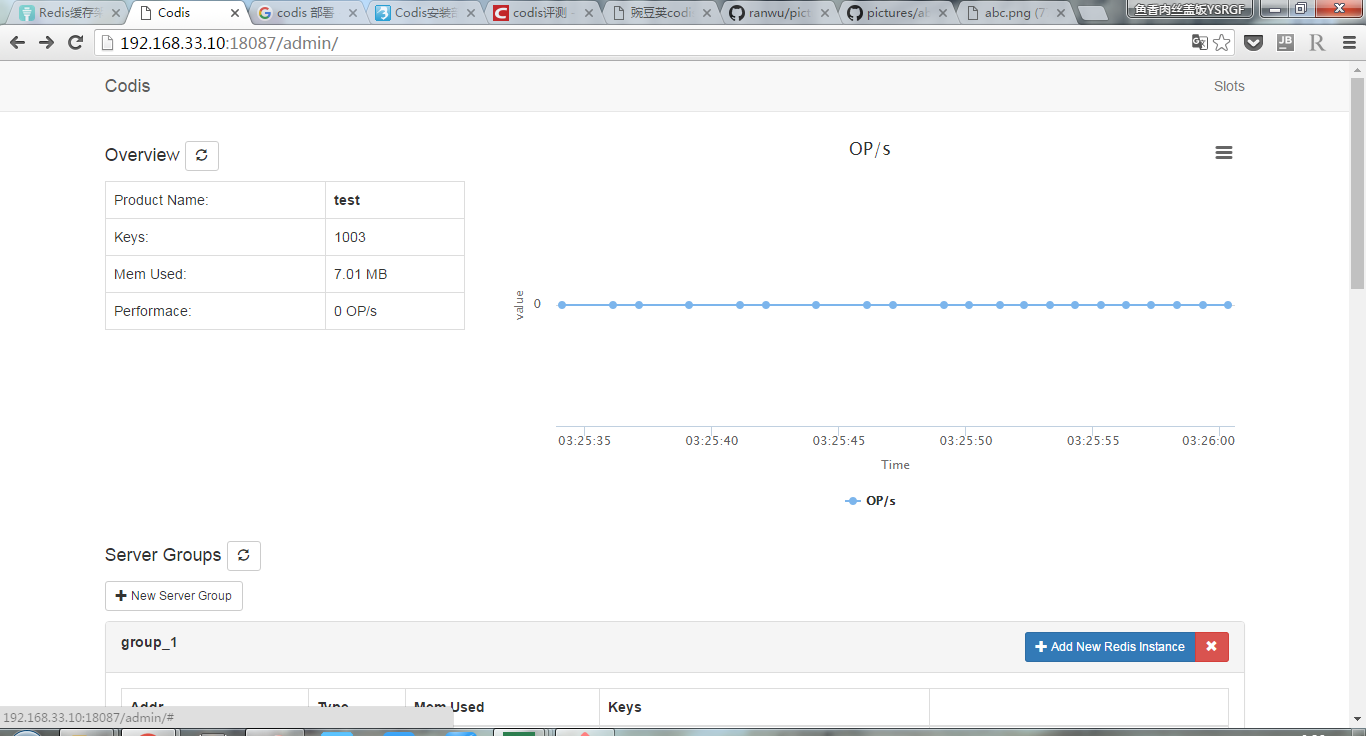 Redis缓存
Codis
codis 部署
Codis安装
codis评测 -
豌豆荚codi
ranwu/pict
pictures/ab
abc.png (7
鱼香肉丝盖饭YSRGF
192.168.33.10:18087/admin/
JB
R
Codis
Slots
Overview
Product Name: test
Keys: 1003
Mem Used: 7.01 MB
Performace: 0 OP/s
OP/s
value
0
03:25:35 03:25:40 03:25:45 03:25:50 03:25:55 03:26:00
Time
OP/s
Server Groups
New Server Group
group_1
Add New Redis Instance
Addr Type Mem Used Keys
192.168.33.10:18087/admin/#